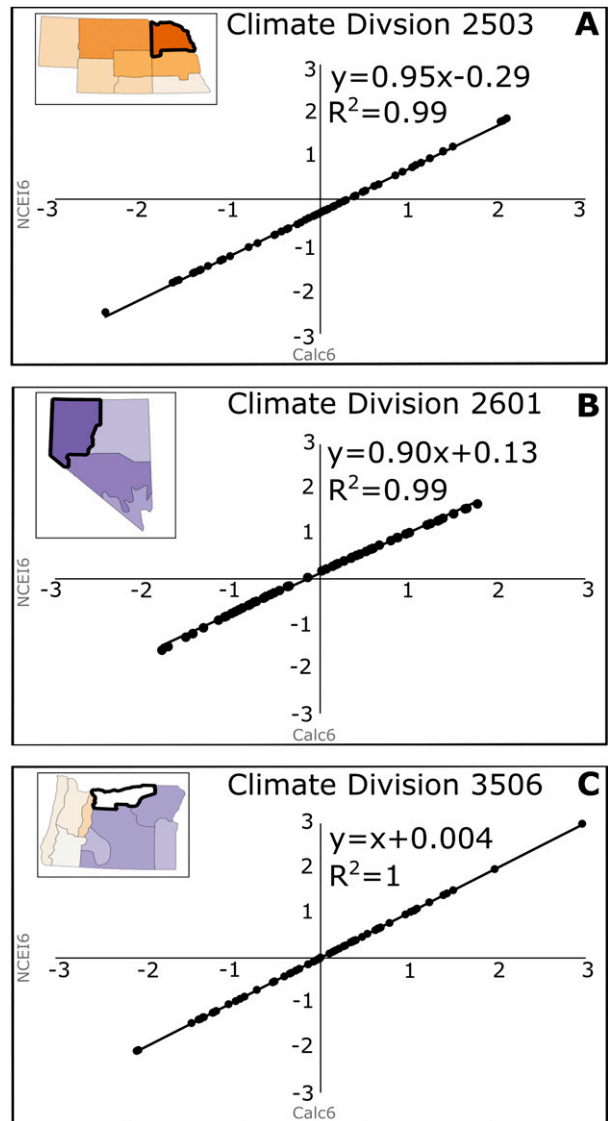 Climate Divsion 2503 A
y=0.95x-0.29
R²=0.99
3
2
1
-3 -2 -1 1 2 3
-1
-2
-3
NCEI6
Calc6
Climate Division 2601 B
y=0.90x+0.13
R²=0.99
3
2
1
-3 -2 -1 1 2 3
-1
-2
-3
NCEI6
Calc6
Climate Division 3506 C
y=x+0.004
R²=1
3
2
1
-3 -2 -1 1 2 3
-1
-2
-3
NCEI6
Calc6